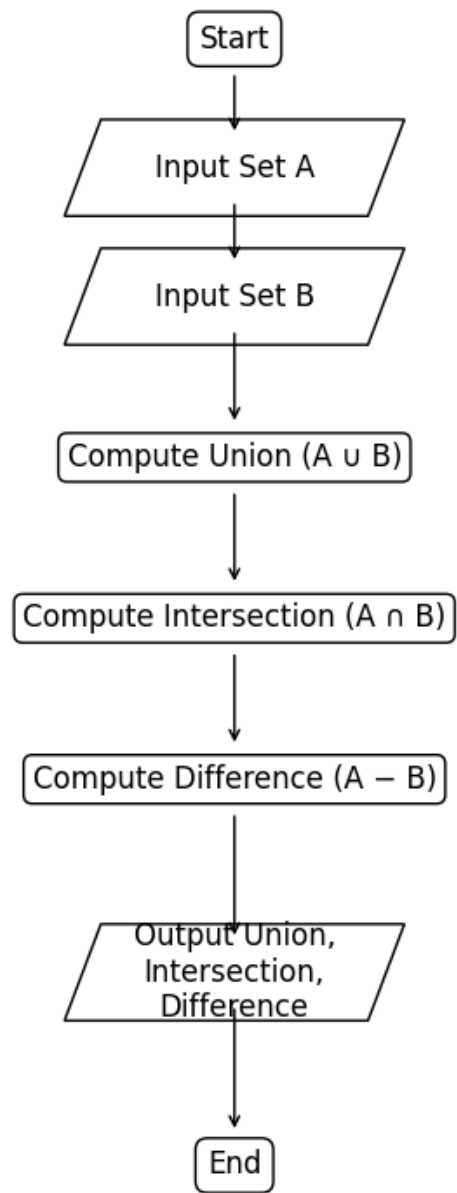 Start
Input Set A
Input Set B
Compute Union (A ∪ B)
Compute Intersection (A ∩ B)
Compute Difference (A − B)
Output Union,
Intersection,
Difference
End